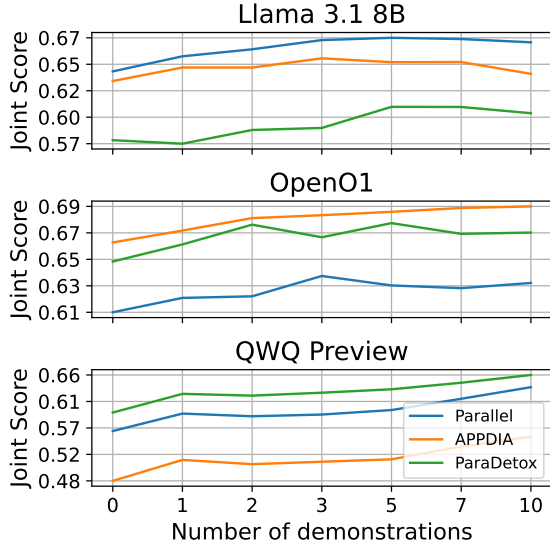 Llama 3.1 8B
Joint Score
0.67
0.65
0.62
0.60
0.57
OpenO1
Joint Score
0.69
0.67
0.65
0.63
0.61
QWQ Preview
Joint Score
0.66
0.61
0.57
0.52
0.48
Parallel
APPDIA
ParaDetox
0 1 2 3 5 7 10
Number of demonstrations